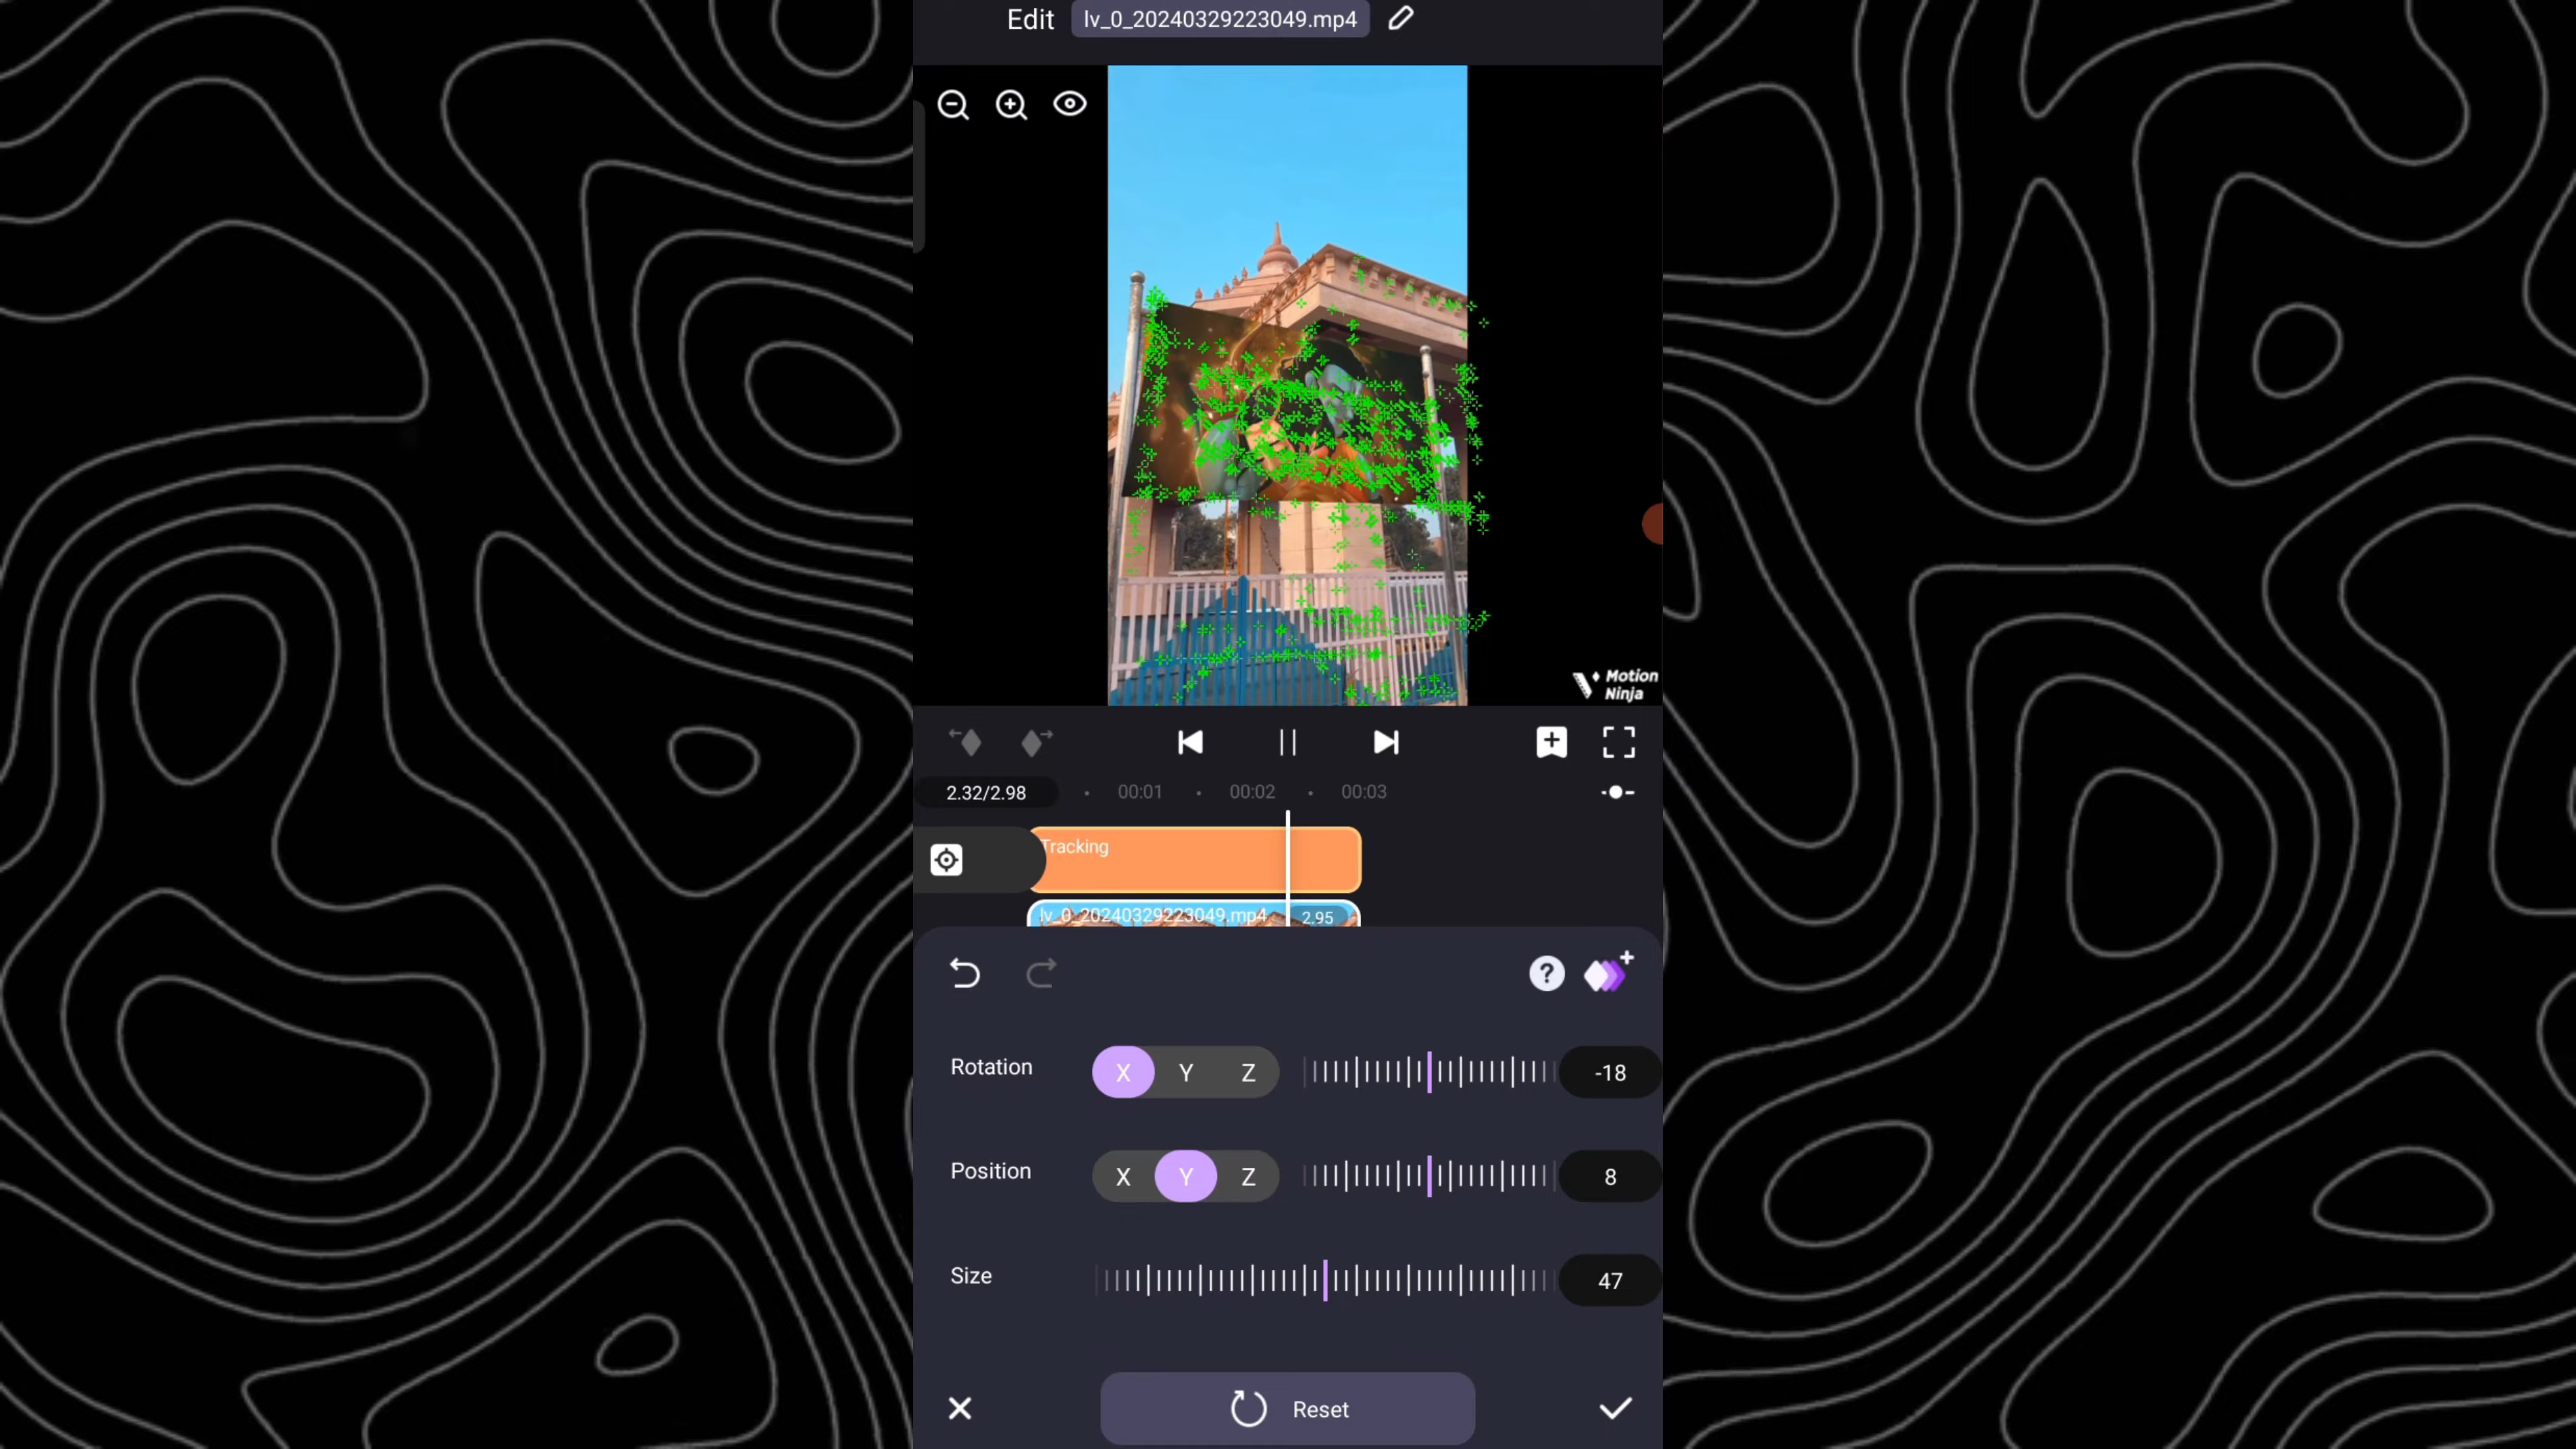 Edit lv_0_20240329223049.mp4
Motion
Ninja
2.32/2.98 00:01 00:02 00:03
Tracking
lv_0_20240329223049.mp4 2.95
?
Rotation X Y Z -18
Position X Y Z 8
Size 47
Reset